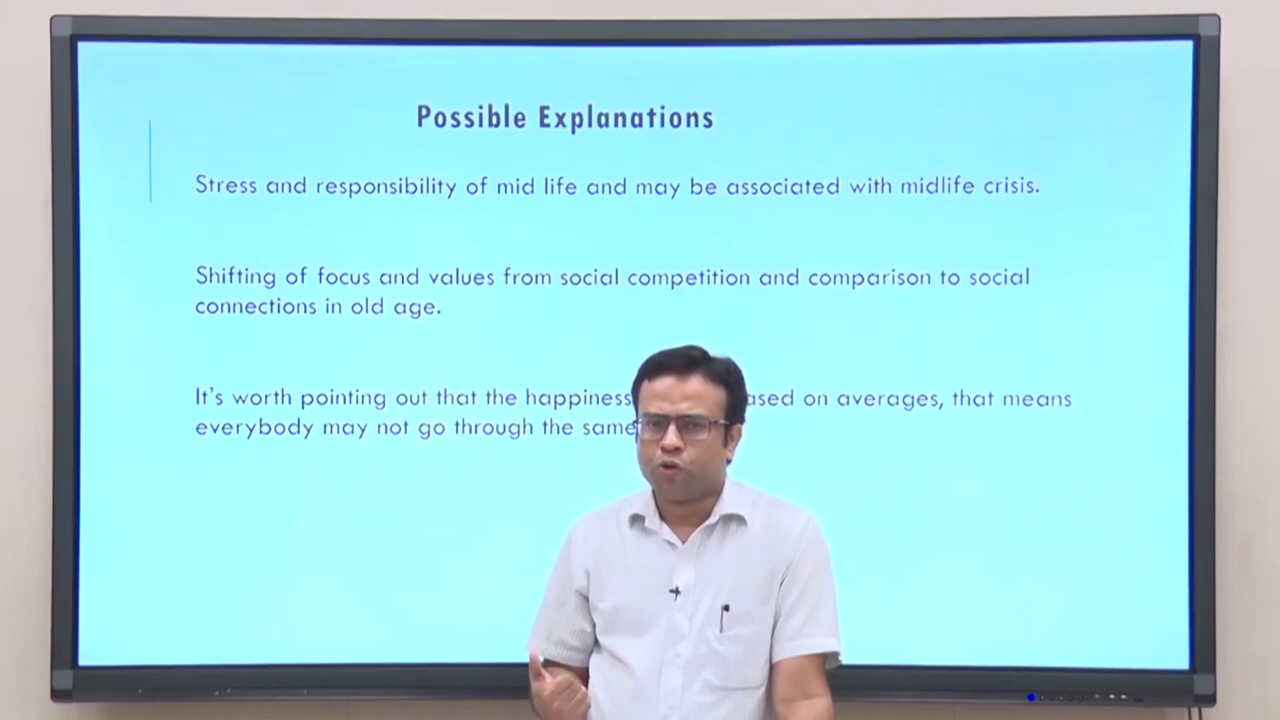 Possible Explanations
Stress and responsibility of mid life and may be associated with midlife crisis.
Shifting of focus and values from social competition and comparison to social
connections in old age.
It's worth pointing out that the happiness on averages, that means
everybody may not go through the same